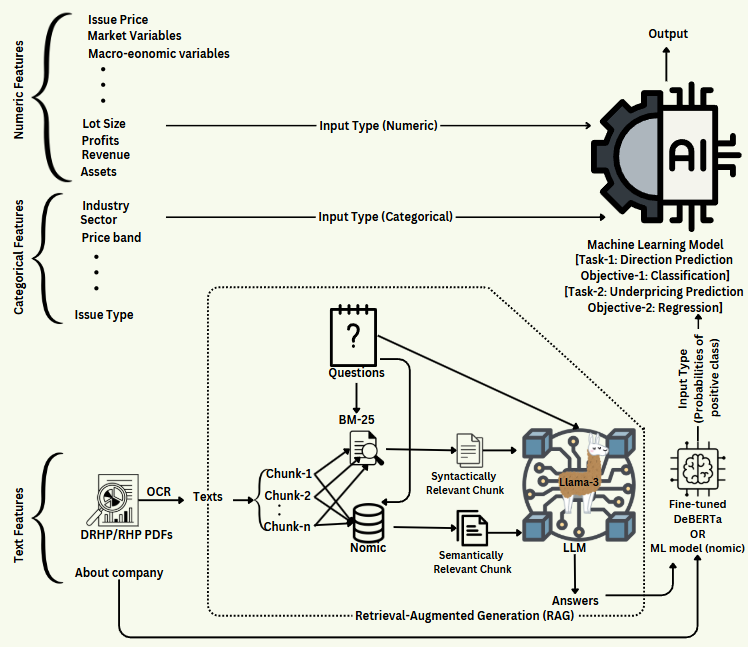 Numeric Features
Issue Price
Market Variables
Macro-eonomic variables
Lot Size
Profits
Revenue
Assets
Input Type (Numeric)
Output
AI
Categorical Features
Industry
Sector
Price band
Issue Type
Input Type (Categorical)
Machine Learning Model
[Task-1: Direction Prediction
Objective-1: Classification]
[Task-2: Underpricing Prediction
Objective-2: Regression]
Input Type
(Probabilities of
positive class)
?
Questions
BM-25
Text Features
DRHP/RHP PDFs
OCR
Texts
Chunk-1
Chunk-2
Chunk-n
Nomic
Syntactically
Relevant Chunk
Semantically
Relevant Chunk
Llama-3
LLM
Answers
Fine-tuned
DeBERTa
OR
ML model (nomic)
About company
Retrieval-Augmented Generation (RAG)